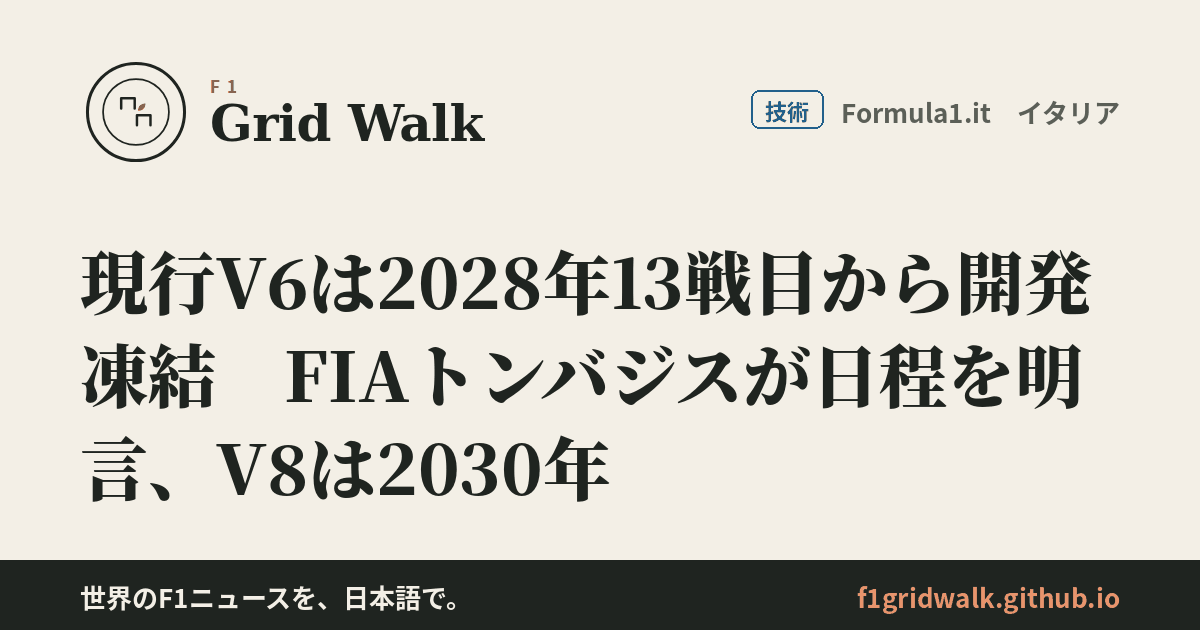 F1
Grid Walk
技術 Formula1.it イタリア
現行V6は2028年13戦目から開発
凍結 FIAトンバジスが日程を明
言、V8は2030年
世界のF1ニュースを、日本語で。
f1gridwalk.github.io